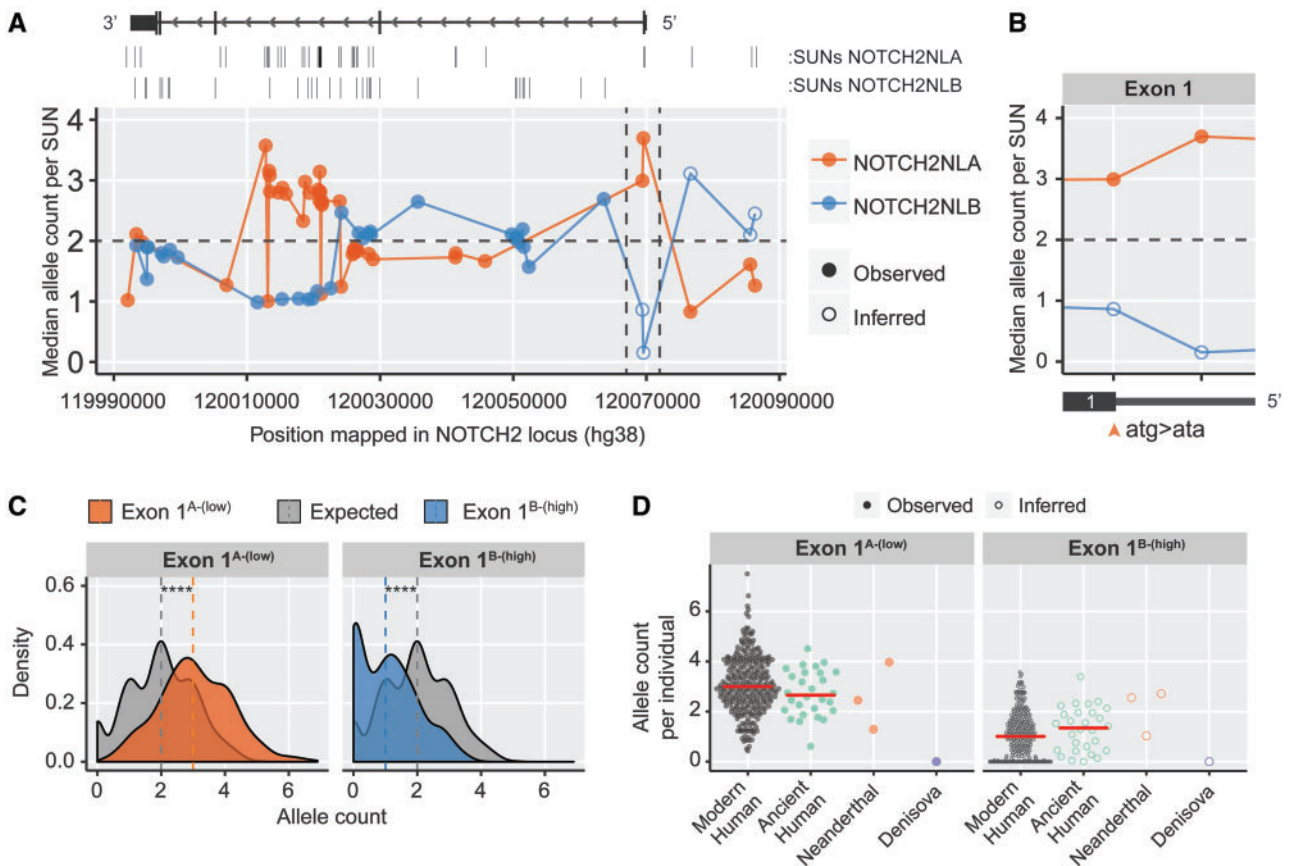 A
3’
5’
:SUNs NOTCH2NLA
:SUNs NOTCH2NLB
Median allele count per SUN
4
3
2
1
0
119990000 120010000 120030000 120050000 120070000 120090000
Position mapped in NOTCH2 locus (hg38)
NOTCH2NLA
NOTCH2NLB
Observed
Inferred
B
Exon 1
Median allele count per SUN
4
3
2
1
0
1
5’
atg>ata
C
Exon 1A-(low) Expected Exon 1B-(high)
Exon 1A-(low) Exon 1B-(high)
Density
0.6
0.4
0.2
0.0
**** ****
0 2 4 6 0 2 4 6
Allele count
D
Observed Inferred
Exon 1A-(low) Exon 1B-(high)
Allele count
per individual
6
4
2
0
Modern
Human
Ancient
Human
Neanderthal
Denisova
Modern
Human
Ancient
Human
Neanderthal
Denisova